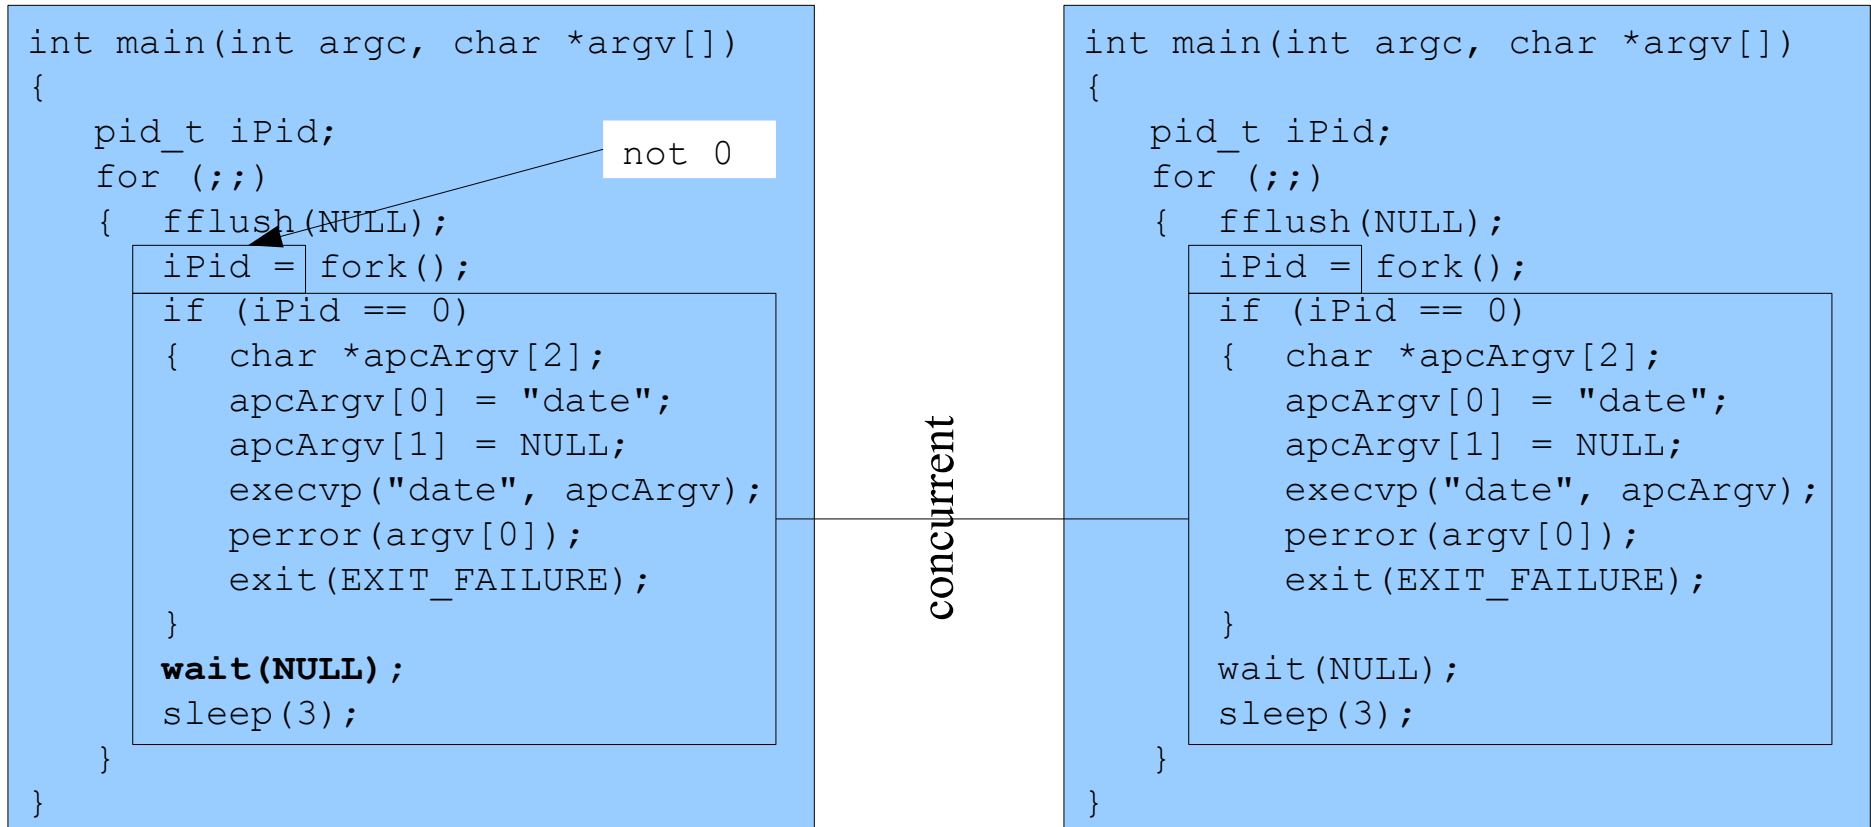 int main(int argc, char *argv[])
{
pid_t iPid;
not 0
for (;;)
{ fflush(NULL);
iPid = fork();
if (iPid == 0)
{ char *apcArgv[2];
apcArgv[0] = "date";
apcArgv[1] = NULL;
execvp("date", apcArgv);
perror(argv[0]);
exit(EXIT_FAILURE);
}
wait(NULL);
sleep(3);
}
}
concurrent
int main(int argc, char *argv[])
{
pid_t iPid;
for (;;)
{ fflush(NULL);
iPid = fork();
if (iPid == 0)
{ char *apcArgv[2];
apcArgv[0] = "date";
apcArgv[1] = NULL;
execvp("date", apcArgv);
perror(argv[0]);
exit(EXIT_FAILURE);
}
wait(NULL);
sleep(3);
}
}